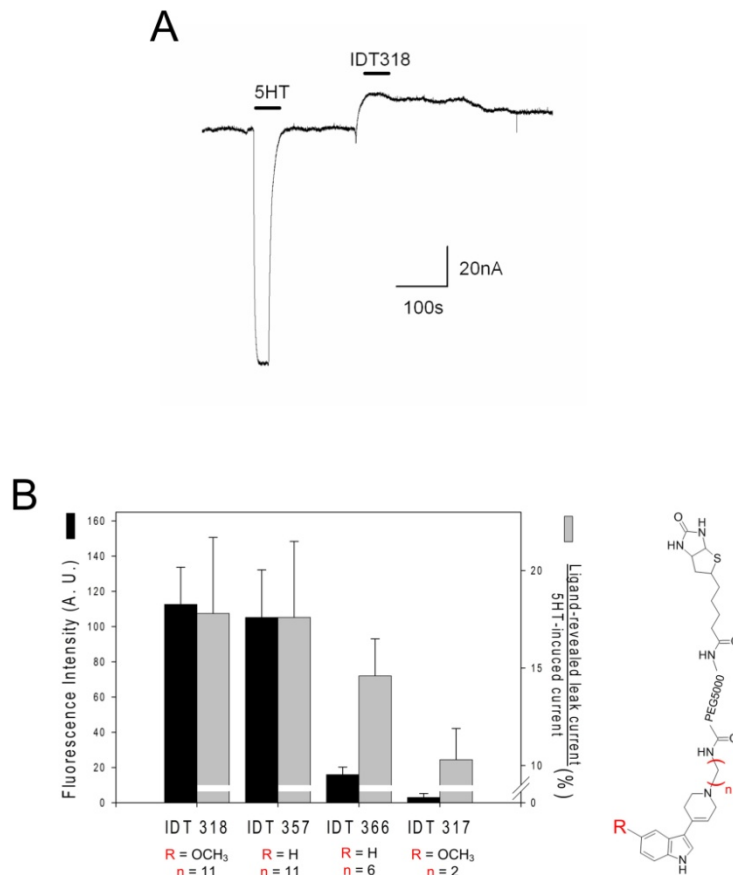 A
IDT318
5HT
20nA
100s
B
Fluorescence Intensity (A. U.)
160
140
120
100
80
60
40
20
0
20
15
10
0
Ligand-revealed leak current
5HT-incuced current
(%)
IDT 318
IDT 357
IDT 366
IDT 317
R = OCH₃
R = H
R = H
R = OCH₃
n = 11
n = 11
n = 6
n = 2
O
H
N
NH
HN
S
O
HN
PEG5000
O
HN
n
N
R
N
H